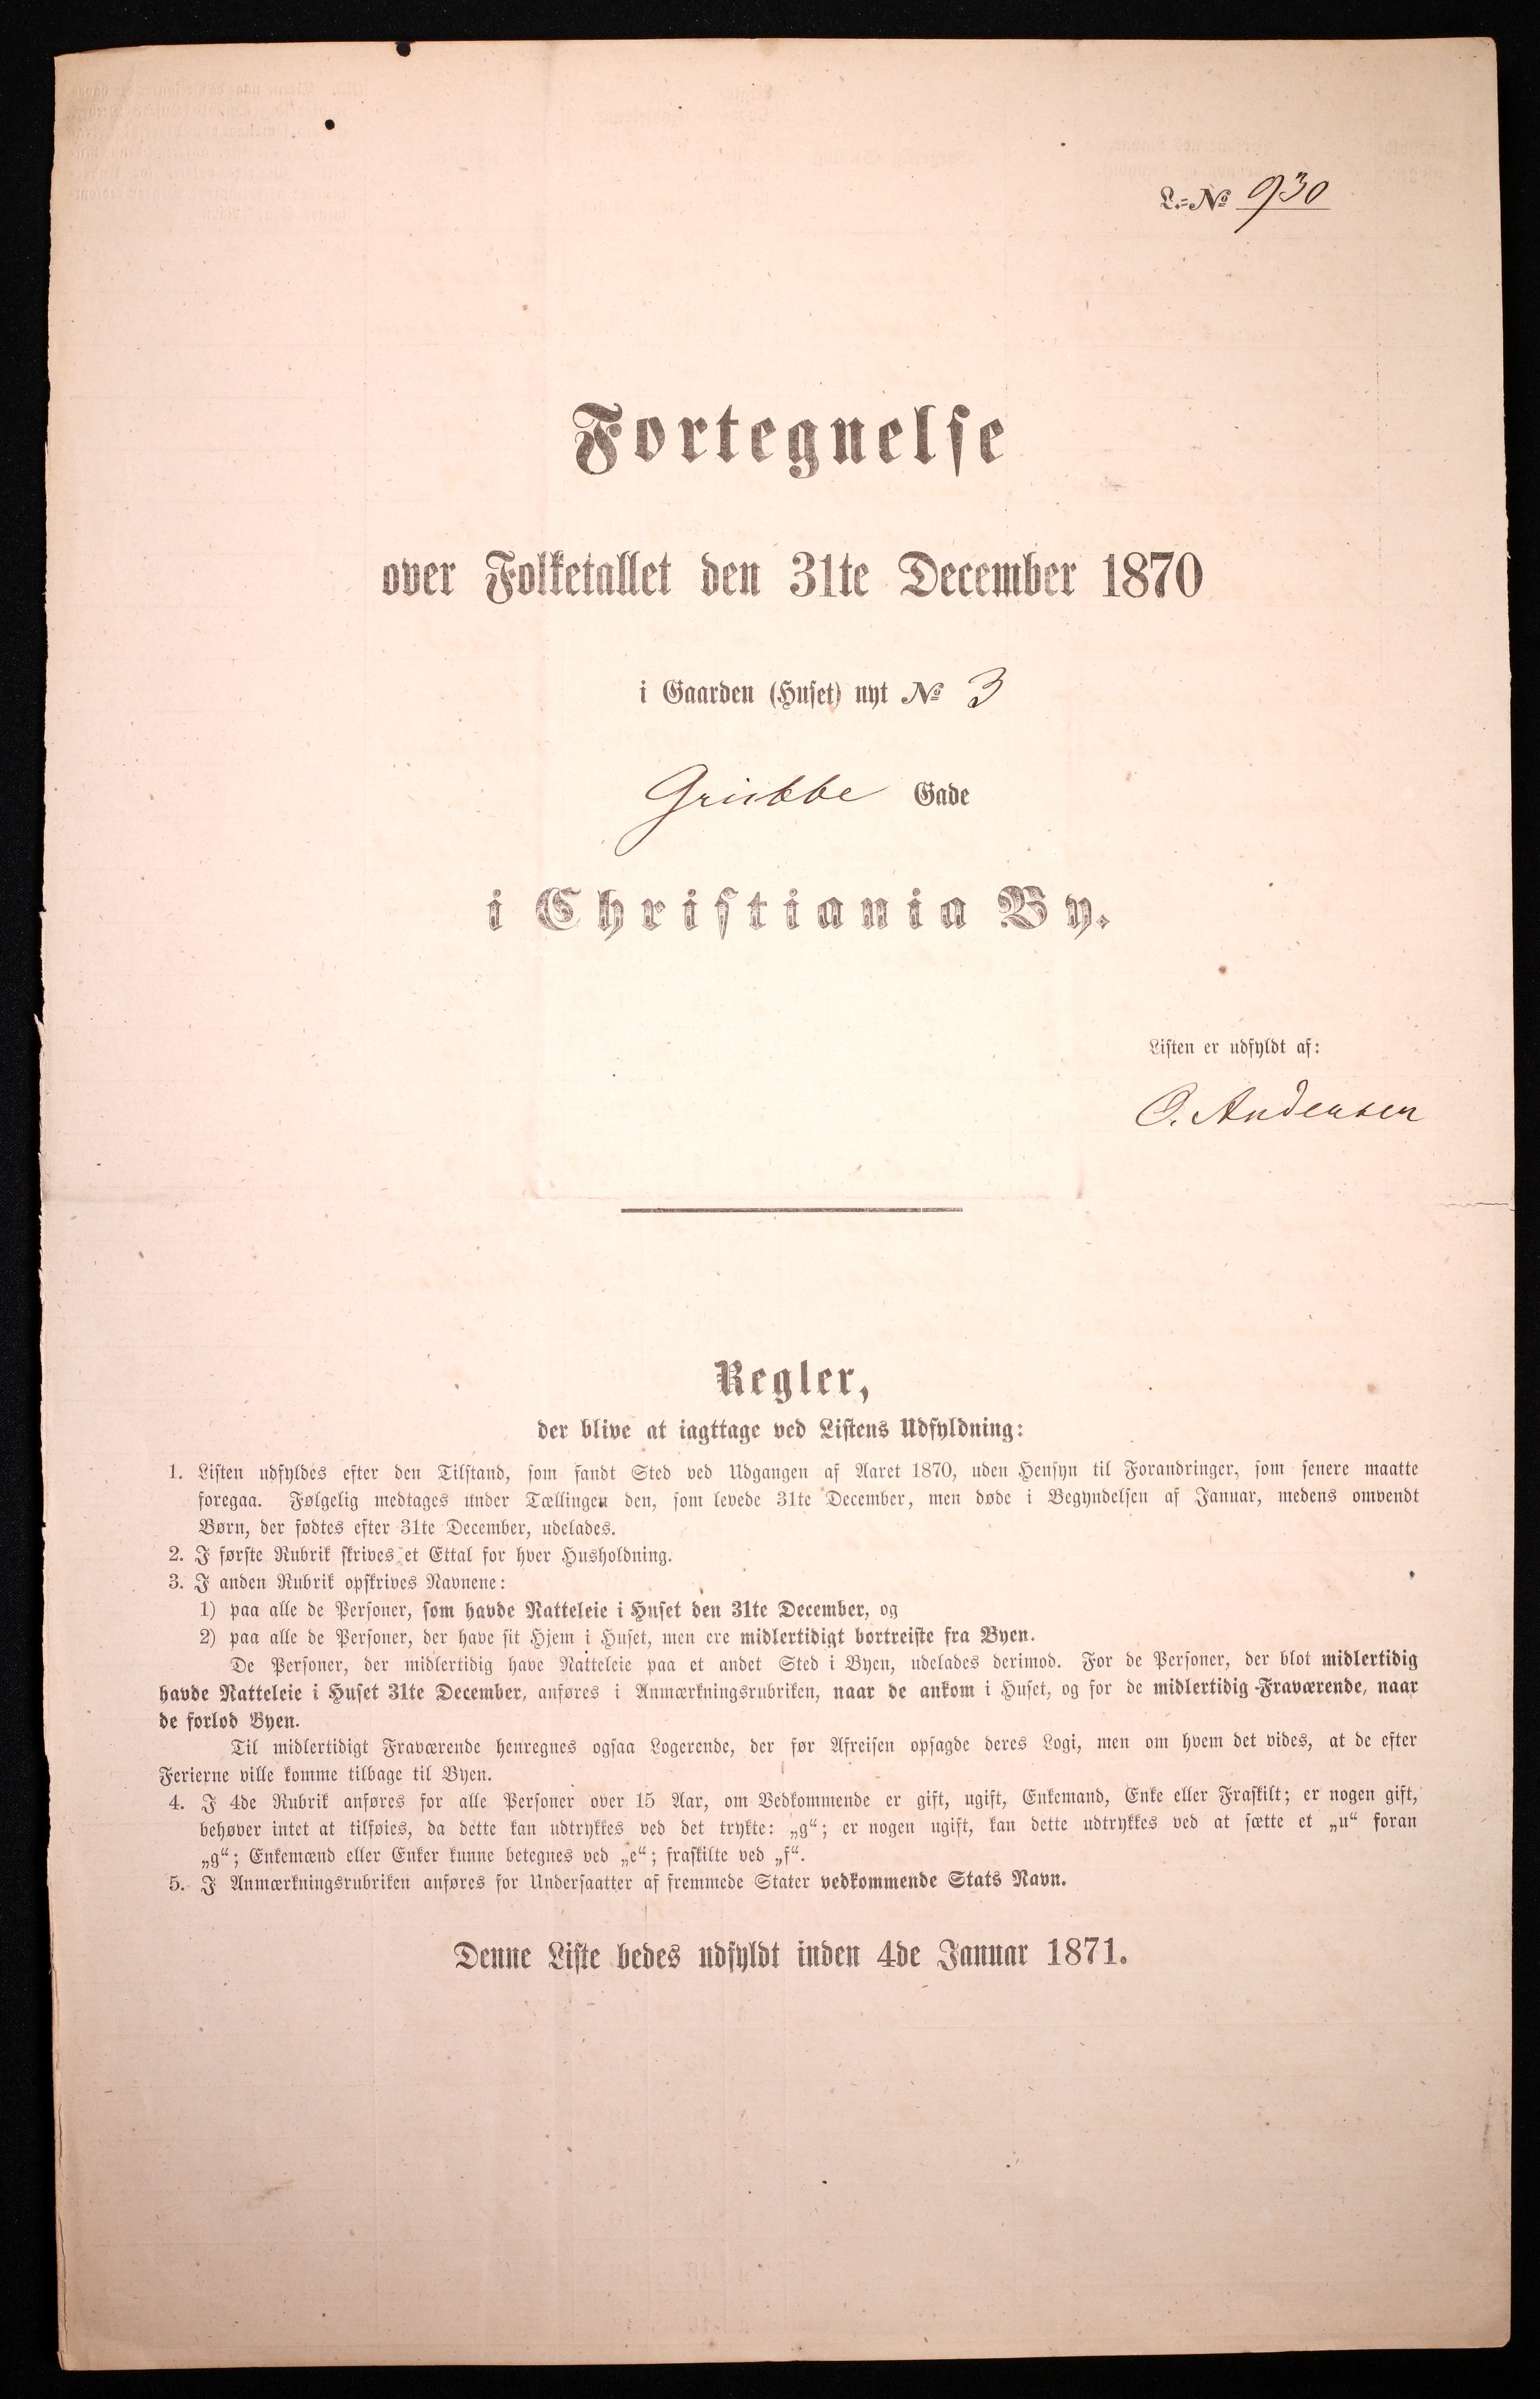 L.=№ 930
Fortegnelse
over Folketallet den 31te December 1870
i Gaarden (Huset) nyt № 3
Grubbe Gade
i Christiania By.
Listen er udfyldt af:
O. Andersen
Regler,
der blive at iagttage ved Listens Udfyldning:
1. Listen udfyldes efter den Tilstand, som fandt Sted ved Udgangen af Aaret 1870, uden Hensyn til Forandringer, som senere maatte
foregaa. Følgelig medtages under Tællingen den, som levede 31te December, men døde i Begyndelsen af Januar, medens omvendt
Børn, der fødtes efter 31te December, udelades.
2. I første Rubrik skrives et Ettal for hver Husholdning.
3. I anden Rubrik opskrives Navnene:
1) paa alle de Personer, som havde Natteleie i Huset den 31te December, og
2) paa alle de Personer, der have sit Hjem i Huset, men ere midlertidigt bortreiste fra Byen.
De Personer, der midlertidig have Natteleie paa et andet Sted i Byen, udelades derimod. For de Personer, der blot midlertidig
havde Natteleie i Huset 31te December, anføres i Anmærkningsrubriken, naar de ankom i Huset, og for de midlertidig Fraværende, naar
de forlod Byen.
Til midlertidigt Fraværende henregnes ogsaa Logerende, der før Afreisen opsagde deres Logi, men om hvem det vides, at de efter
Ferierne ville komme tilbage til Byen.
4. I 4de Rubrik anføres for alle Personer over 15 Aar, om Vedkommende er gift, ugift, Enkemand, Enke eller Fraskilt; er nogen gift,
behøver intet at tilføies, da dette kan udtrykkes ved det trykte: „g“; er nogen ugift, kan dette udtrykkes ved at sætte et „u“ foran
„g“; Enkemænd eller Enker kunne betegnes ved „e“; fraskilte ved „f“.
5. I Anmærkningsrubriken anføres for Undersaatter af fremmede Stater vedkommende Stats Navn.
Denne Liste bedes udfyldt inden 4de Januar 1871.